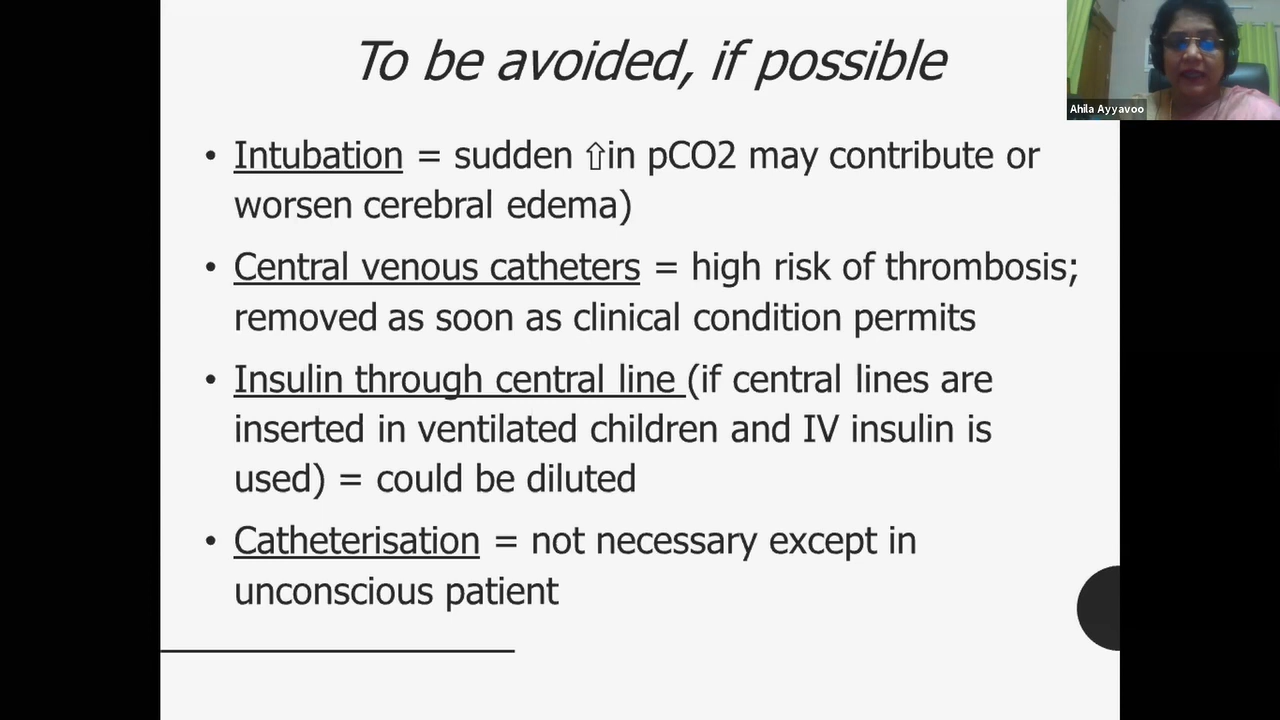 To be avoided, if possible
Ahila Ayyavoo
• Intubation = sudden ⇧in pCO2 may contribute or
worsen cerebral edema)
• Central venous catheters = high risk of thrombosis;
removed as soon as clinical condition permits
• Insulin through central line (if central lines are
inserted in ventilated children and IV insulin is
used) = could be diluted
• Catheterisation = not necessary except in
unconscious patient